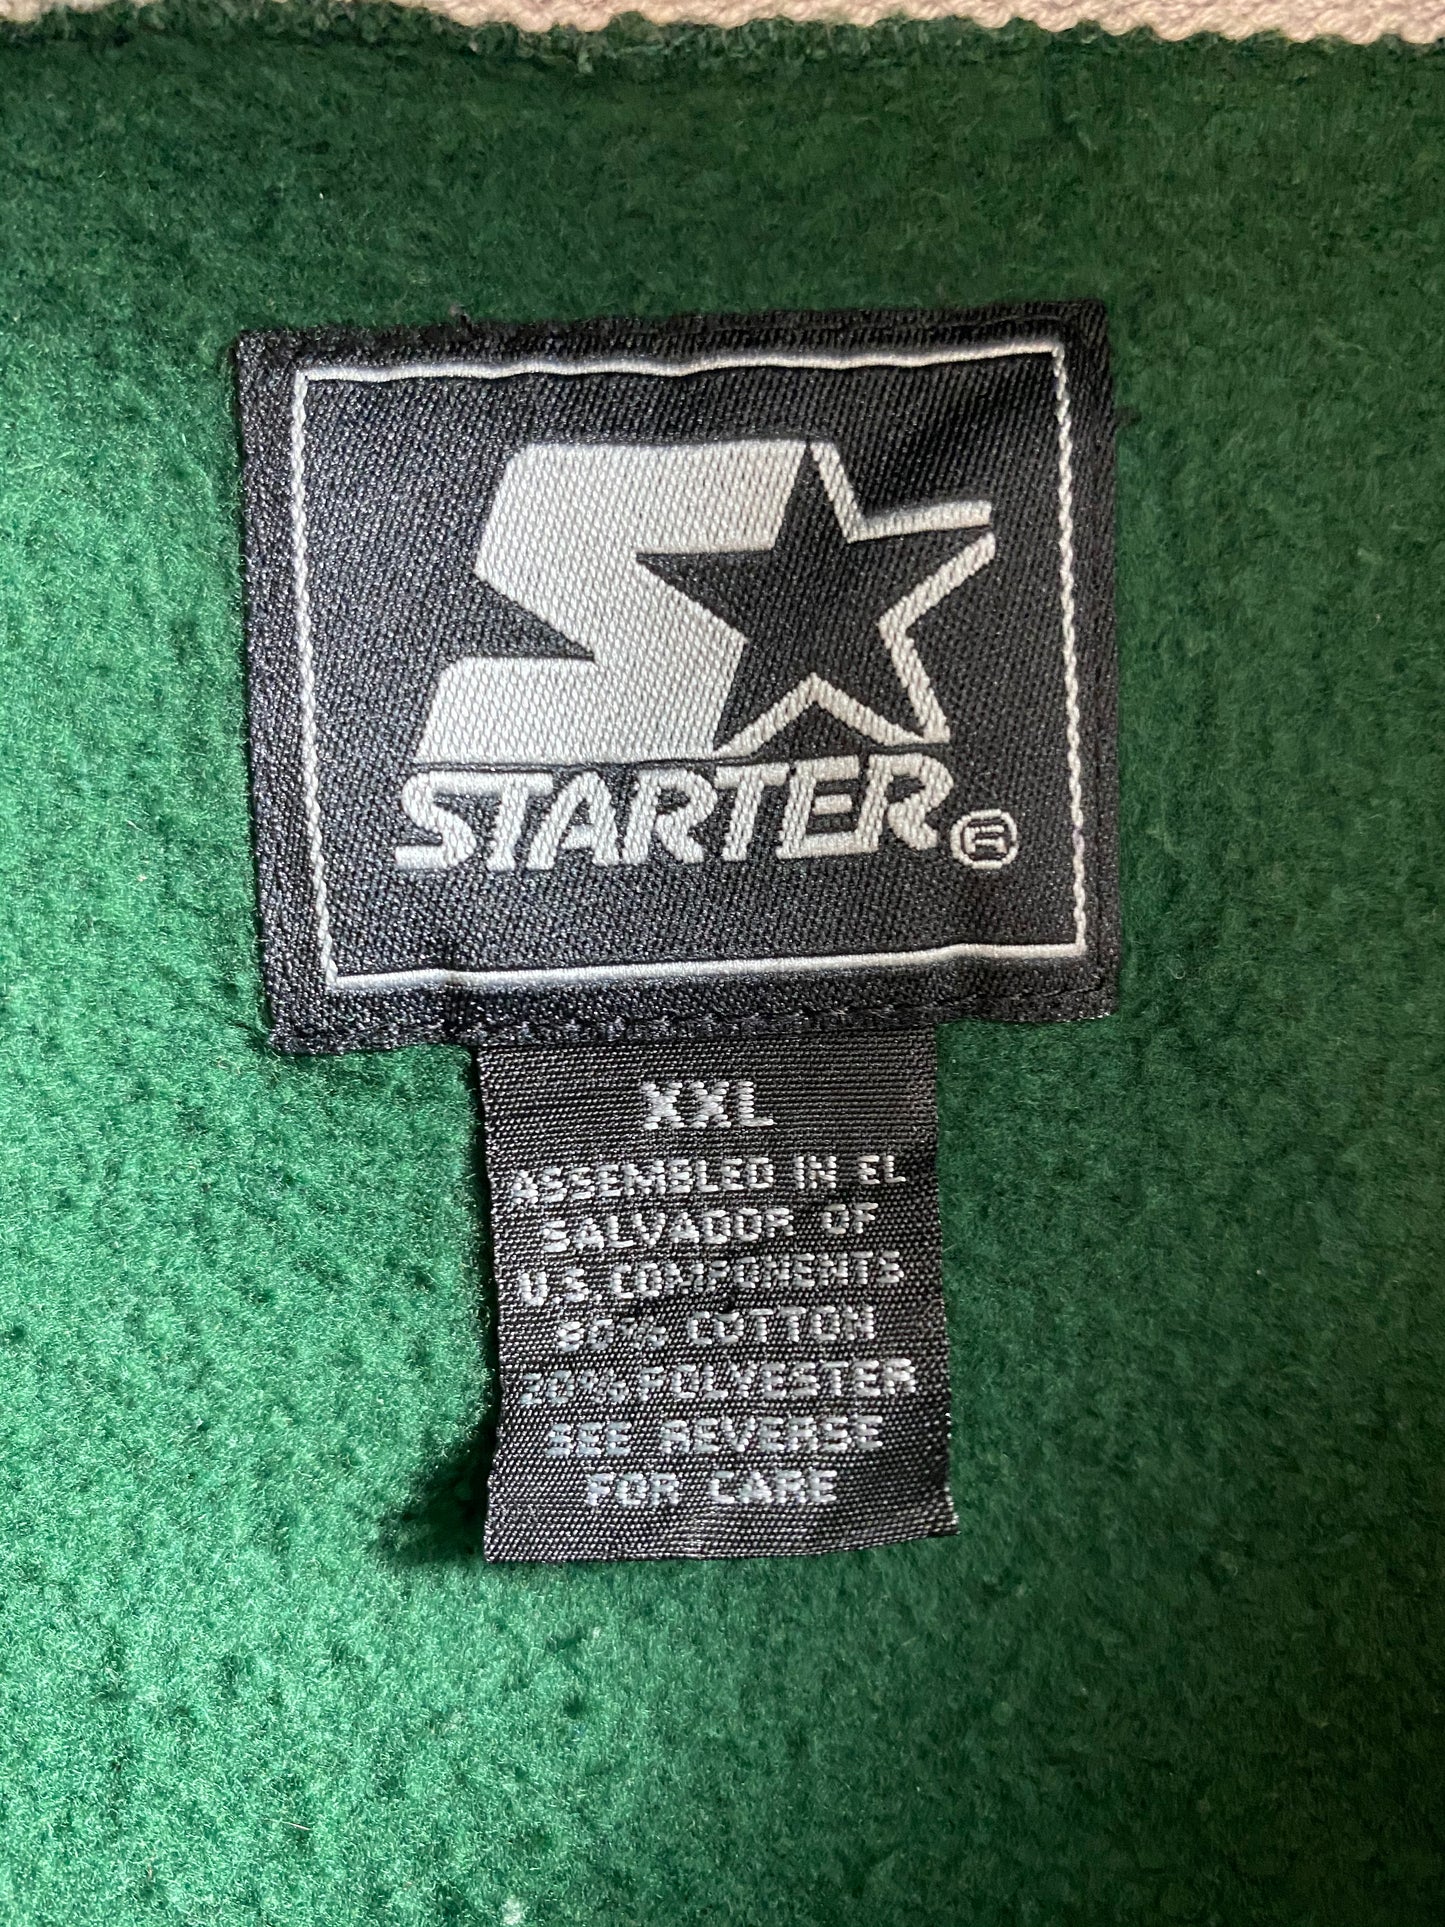 STARTER®
XXL
ASSEMBLED IN EL
SALVADOR OF
U.S COMPONENTS
80% COTTON
20% POLYESTER
SEE REVERSE
FOR CARE